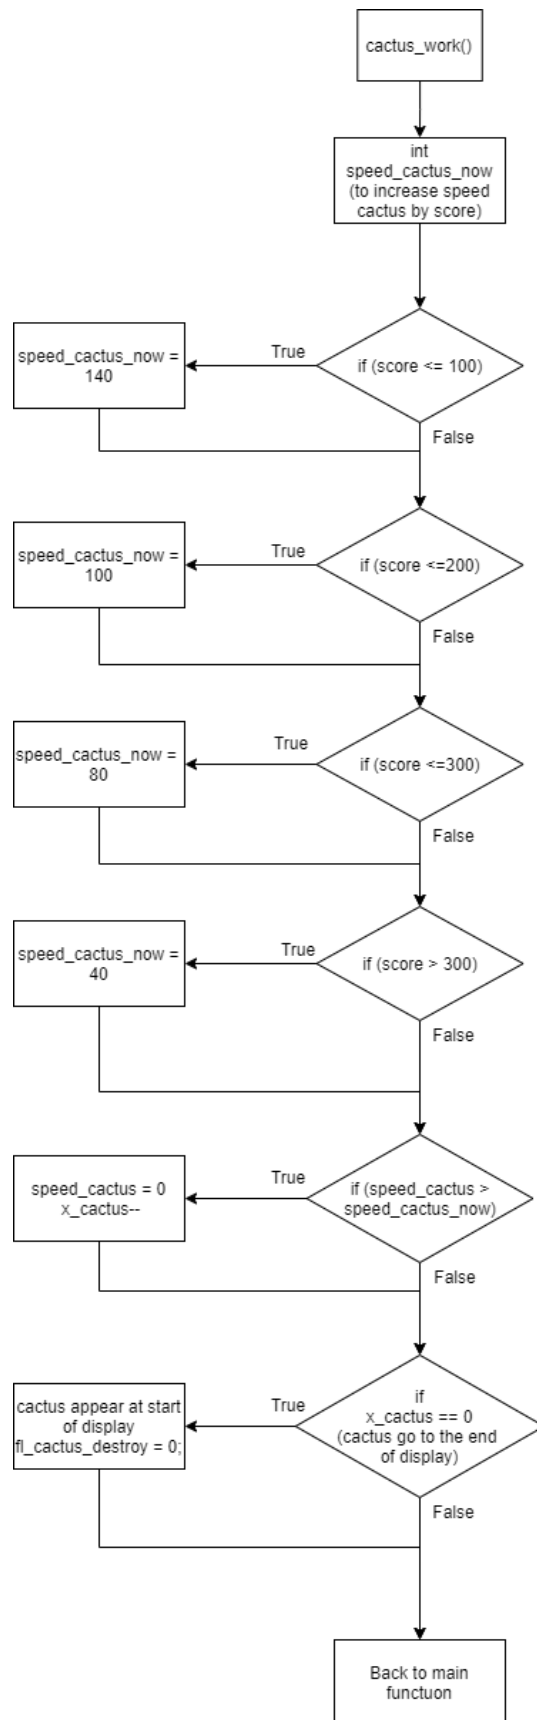 cactus_work()
int
speed_cactus_now
(to increase speed
cactus by score)
if (score <= 100)
True
speed_cactus_now =
140
False
if (score <=200)
True
speed_cactus_now =
100
False
if (score <=300)
True
speed_cactus_now =
80
False
if (score > 300)
True
speed_cactus_now =
40
False
if (speed_cactus >
speed_cactus_now)
True
speed_cactus = 0
x_cactus--
False
if
x_cactus == 0
(cactus go to the end
of display)
True
cactus appear at start
of display
fl_cactus_destroy = 0;
False
Back to main
functuon